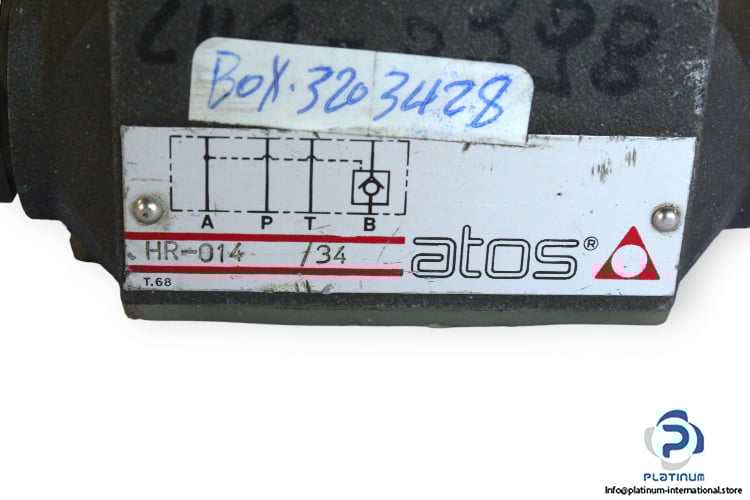 BOX.3203428
A P T B
HR-014 /34
atos®
T.68
PLATINUM
Info@platinum-international.store